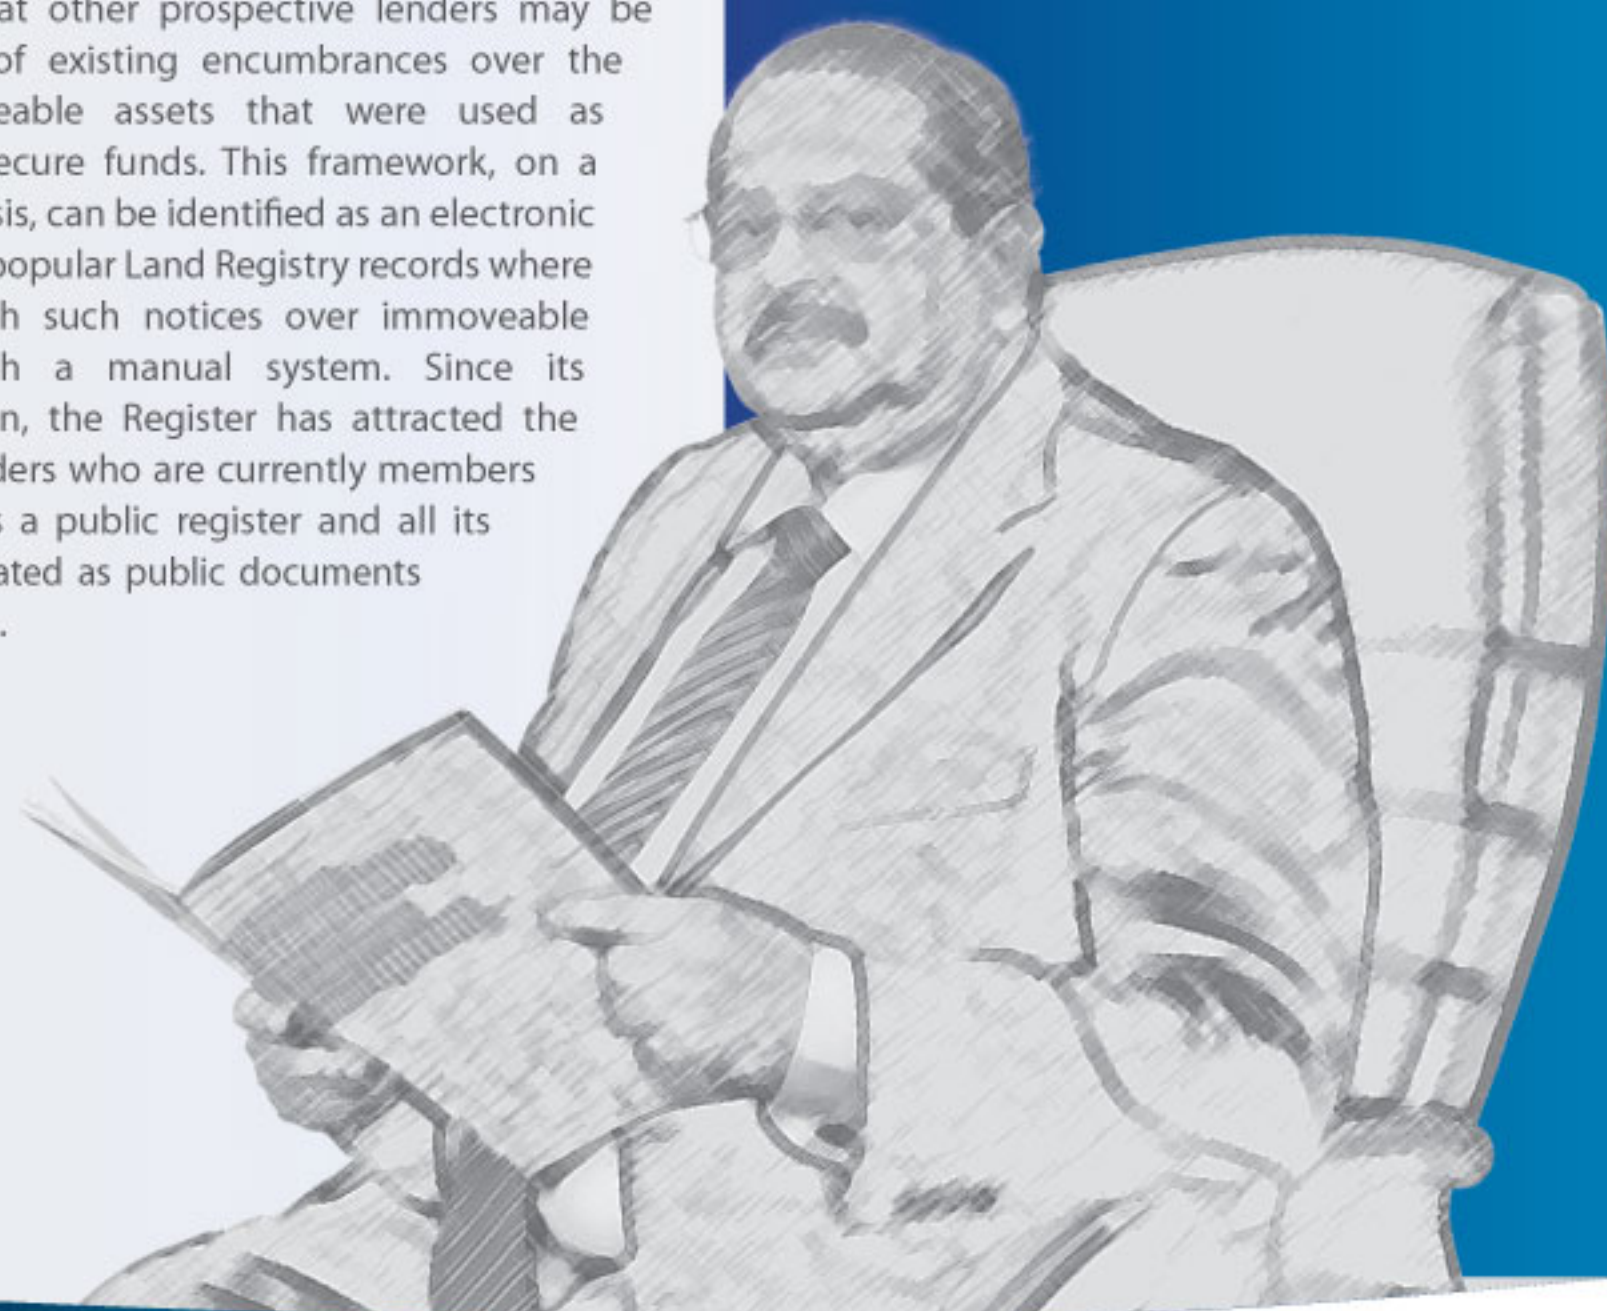 at other prospective lenders may be
of existing encumbrances over the
eable assets that were used as
ecure funds. This framework, on a
sis, can be identified as an electronic
popular Land Registry records where
h such notices over immoveable
h a manual system. Since its
n, the Register has attracted the
ders who are currently members
s a public register and all its
ated as public documents
.